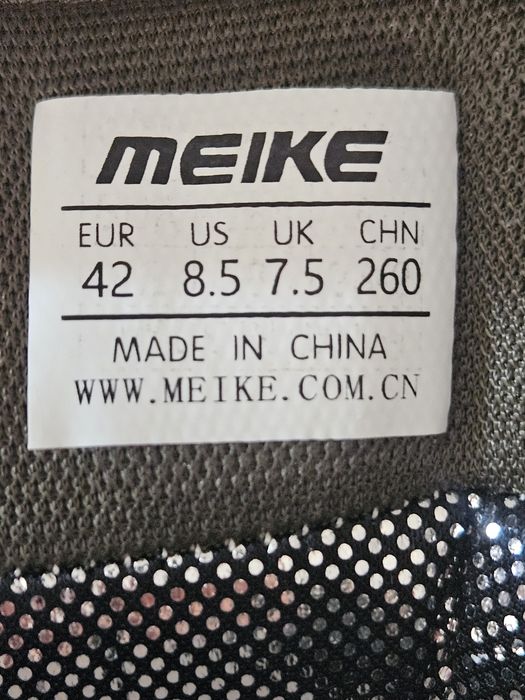 MEIKE
EUR US UK CHN
42 8.5 7.5 260
MADE IN CHINA
WWW.MEIKE.COM.CN